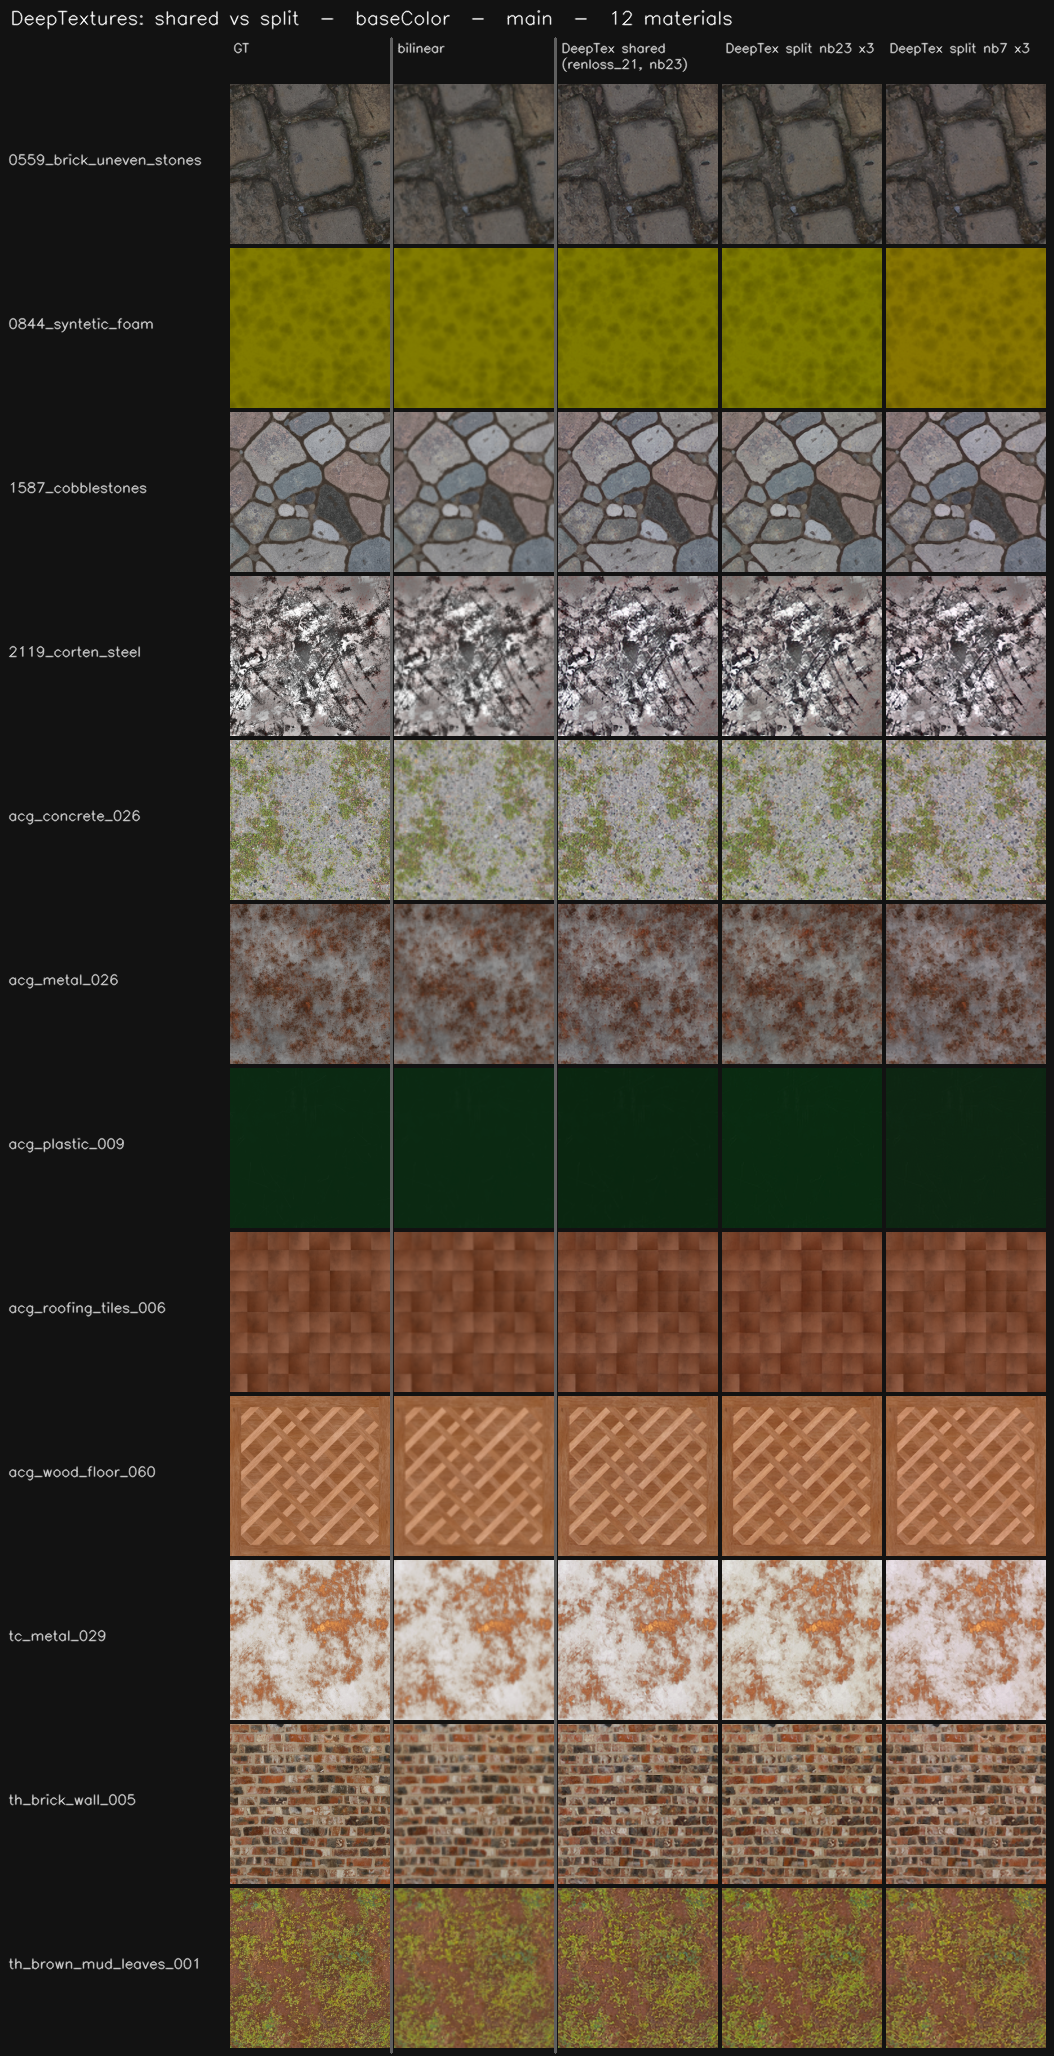 DeepTextures: shared vs split — baseColor — main — 12 materials
GT
bilinear
DeepTex shared
(renloss_21, nb23)
DeepTex split nb23 x3
DeepTex split nb7 x3
0559_brick_uneven_stones
0844_syntetic_foam
1587_cobblestones
2119_corten_steel
acg_concrete_026
acg_metal_026
acg_plastic_009
acg_roofing_tiles_006
acg_wood_floor_060
tc_metal_029
th_brick_wall_005
th_brown_mud_leaves_001